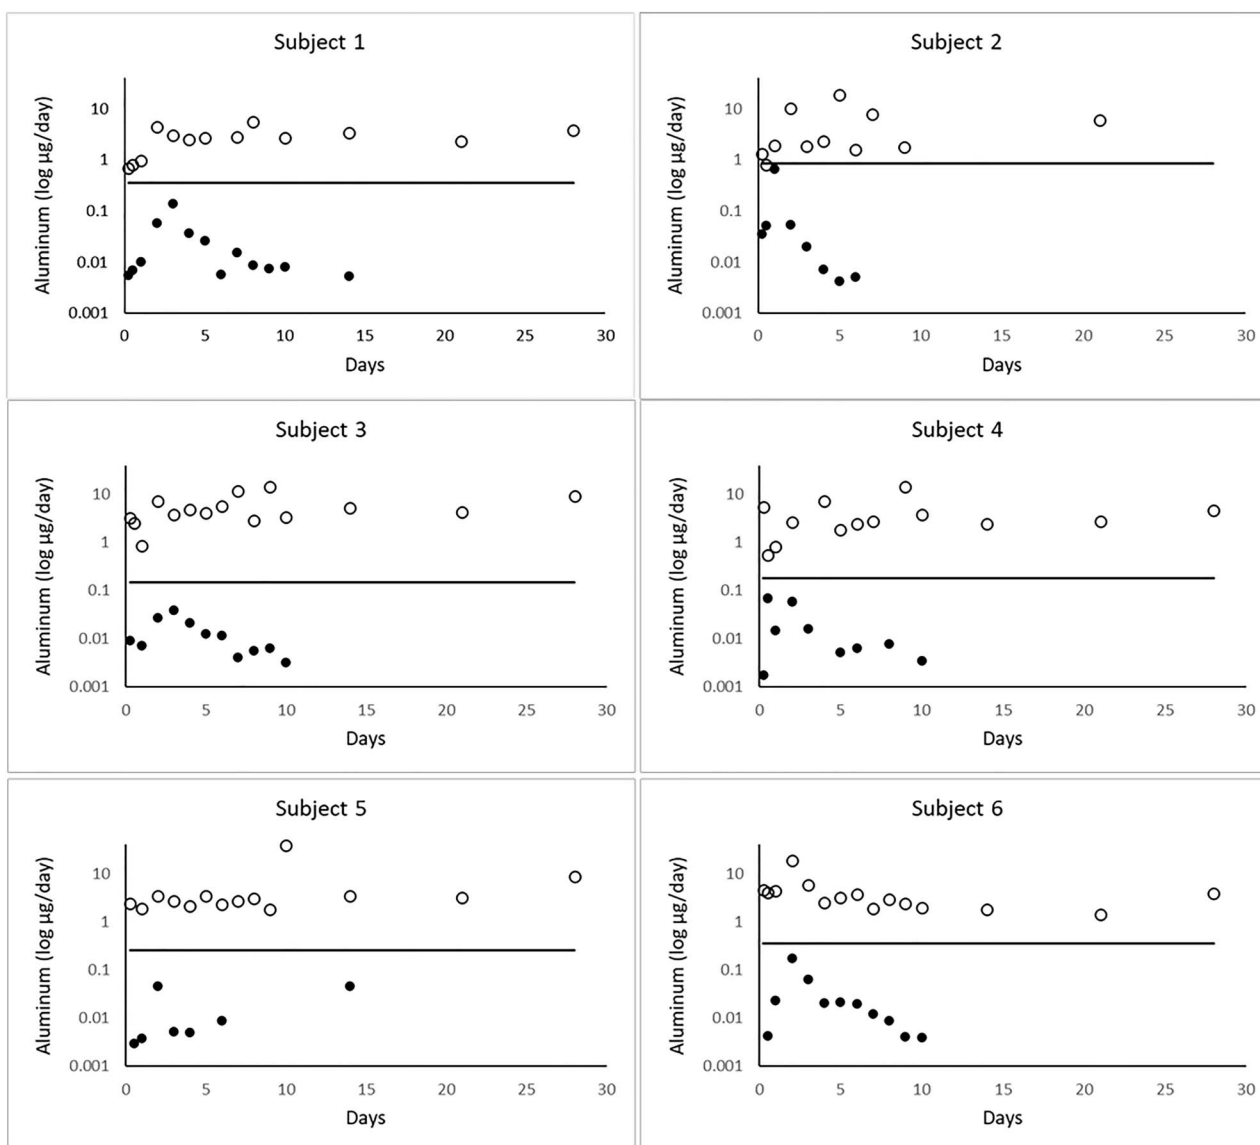 Subject 1
Aluminum (log µg/day)
10
1
0.1
0.01
0.001
0 5 10 15 20 25 30
Days
Subject 2
Aluminum (log µg/day)
10
1
0.1
0.01
0.001
0 5 10 15 20 25 30
Days
Subject 3
Aluminum (log µg/day)
10
1
0.1
0.01
0.001
0 5 10 15 20 25 30
Days
Subject 4
Aluminum (log µg/day)
10
1
0.1
0.01
0.001
0 5 10 15 20 25 30
Days
Subject 5
Aluminum (log µg/day)
10
1
0.1
0.01
0.001
0 5 10 15 20 25 30
Days
Subject 6
Aluminum (log µg/day)
10
1
0.1
0.01
0.001
0 5 10 15 20 25 30
Days